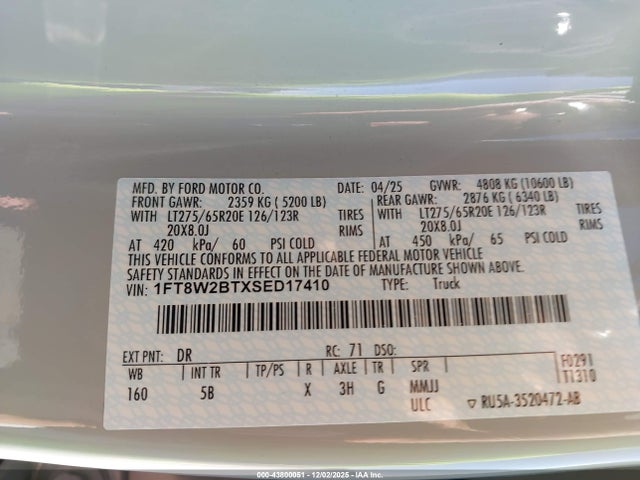 MFD. BY FORD MOTOR CO. DATE: 04/25 GVWR: 4808 KG (10600 LB)
FRONT GAWR: 2359 KG ( 5200 LB) REAR GAWR: 2876 KG ( 6340 LB)
WITH LT275/65R20E 126/123R TIRES WITH LT275/65R20E 126/123R TIRES
20X8.0J RIMS 20X8.0J RIMS
AT 420 kPa/ 60 PSI COLD AT 450 kPa/ 65 PSI COLD
THIS VEHICLE CONFORMS TO ALL APPLICABLE FEDERAL MOTOR VEHICLE
SAFETY STANDARDS IN EFFECT ON THE DATE OF MANUFACTURE SHOWN ABOVE.
VIN: 1FT8W2BTXSED17410 TYPE: Truck
EXT PNT: DR RC: 71 DSO: F0291
WB INT TR TP/PS R AXLE TR SPR T1310
160 5B X 3H G MMJJ
ULC ▽ RU5A-3520472-AB
000-43800051 - 12/02/2025 - IAAI, Inc.